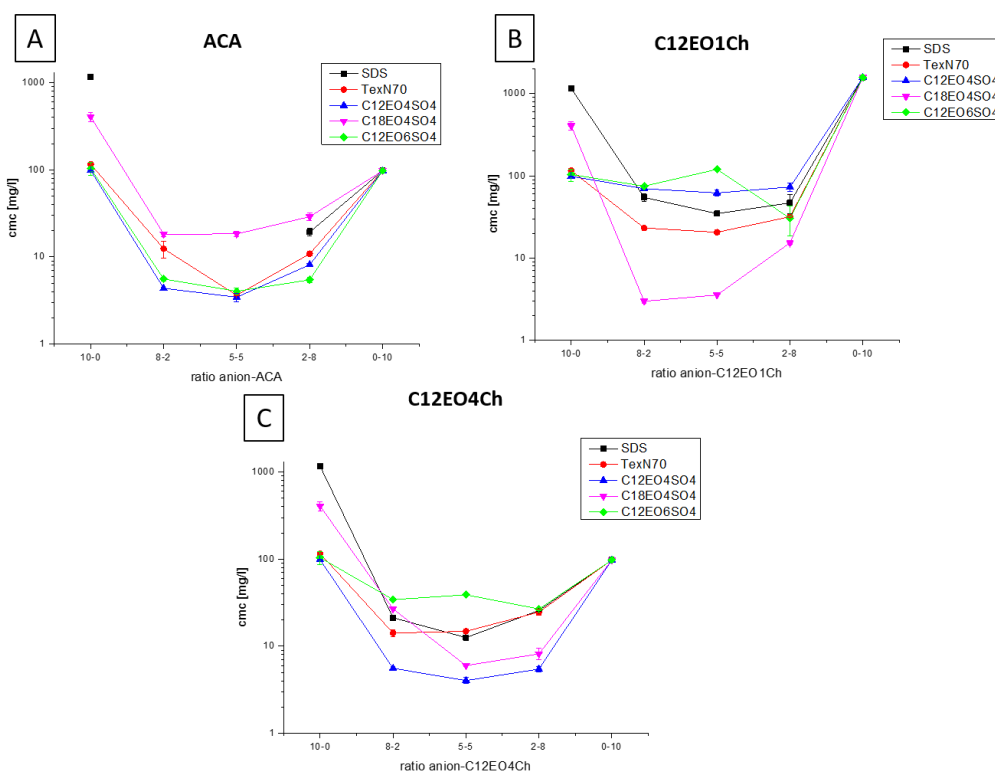 A
ACA
SDS
TexN70
C12EO4SO4
C18EO4SO4
C12EO6SO4
cmc [mg/l]
1000
100
10
1
10-0 8-2 5-5 2-8 0-10
ratio anion-ACA
B
C12EO1Ch
SDS
TexN70
C12EO4SO4
C18EO4SO4
C12EO6SO4
cmc [mg/l]
1000
100
10
1
10-0 8-2 5-5 2-8 0-10
ratio anion-C12EO1Ch
C
C12EO4Ch
SDS
TexN70
C12EO4SO4
C18EO4SO4
C12EO6SO4
cmc [mg/l]
1000
100
10
1
10-0 8-2 5-5 2-8 0-10
ratio anion-C12EO4Ch